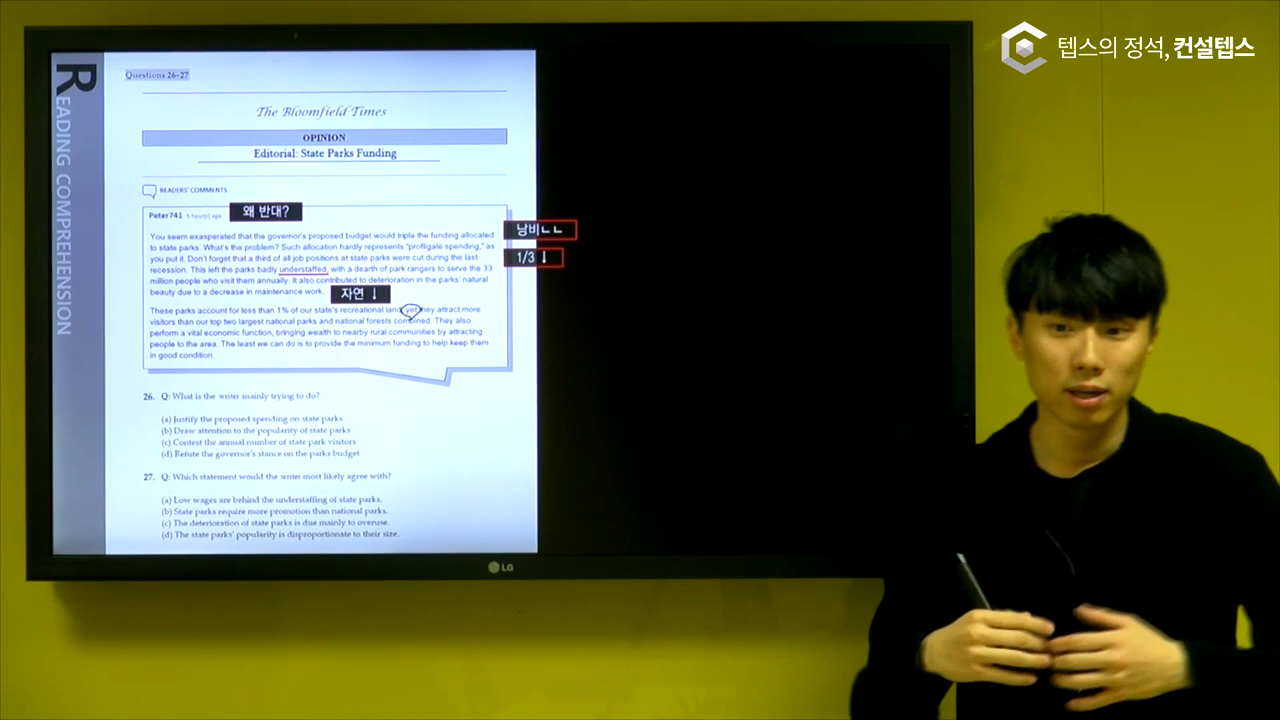 텝스의 정석, 컨설텝스
READING COMPREHENSION
Questions 26-27
The Bloomfield Times
OPINION
Editorial: State Parks Funding
READERS' COMMENTS
Peter741 5 hour(s) ago
왜 반대?
You seem exasperated that the governor's proposed budget would triple the funding allocated
to state parks. What's the problem? Such allocation hardly represents "profligate spending," as
you put it. Don't forget that a third of all job positions at state parks were cut during the last
recession. This left the parks badly understaffed, with a dearth of park rangers to serve the 33
million people who visit them annually. It also contributed to deterioration in the parks' natural
beauty due to a decrease in maintenance work.
낭비ㄴㄴ
1/3 ↓
자연 ↓
These parks account for less than 1% of our state's recreational land, yet they attract more
visitors than our top two largest national parks and national forests combined. They also
perform a vital economic function, bringing wealth to nearby rural communities by attracting
people to the area. The least we can do is to provide the minimum funding to help keep them
in good condition.
26. Q: What is the writer mainly trying to do?
(a) Justify the proposed spending on state parks
(b) Draw attention to the popularity of state parks
(c) Contest the annual number of state park visitors
(d) Refute the governor's stance on the parks budget
27. Q: Which statement would the writer most likely agree with?
(a) Low wages are behind the understaffing of state parks.
(b) State parks require more promotion than national parks.
(c) The deterioration of state parks is due mainly to overuse.
(d) The state parks' popularity is disproportionate to their size.
LG